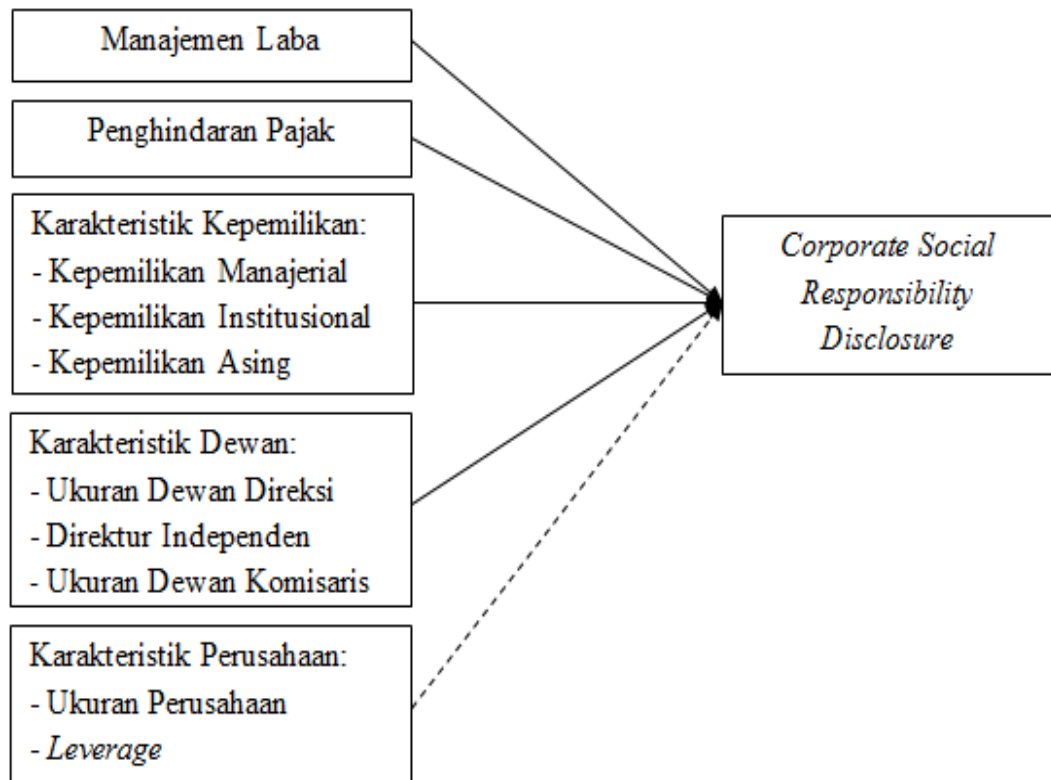 Manajemen Laba
Penghindaran Pajak
Karakteristik Kepemilikan:
- Kepemilikan Manajerial
- Kepemilikan Institusional
- Kepemilikan Asing
Karakteristik Dewan:
- Ukuran Dewan Direksi
- Direktur Independen
- Ukuran Dewan Komisaris
Karakteristik Perusahaan:
- Ukuran Perusahaan
- Leverage
Corporate Social
Responsibility
Disclosure